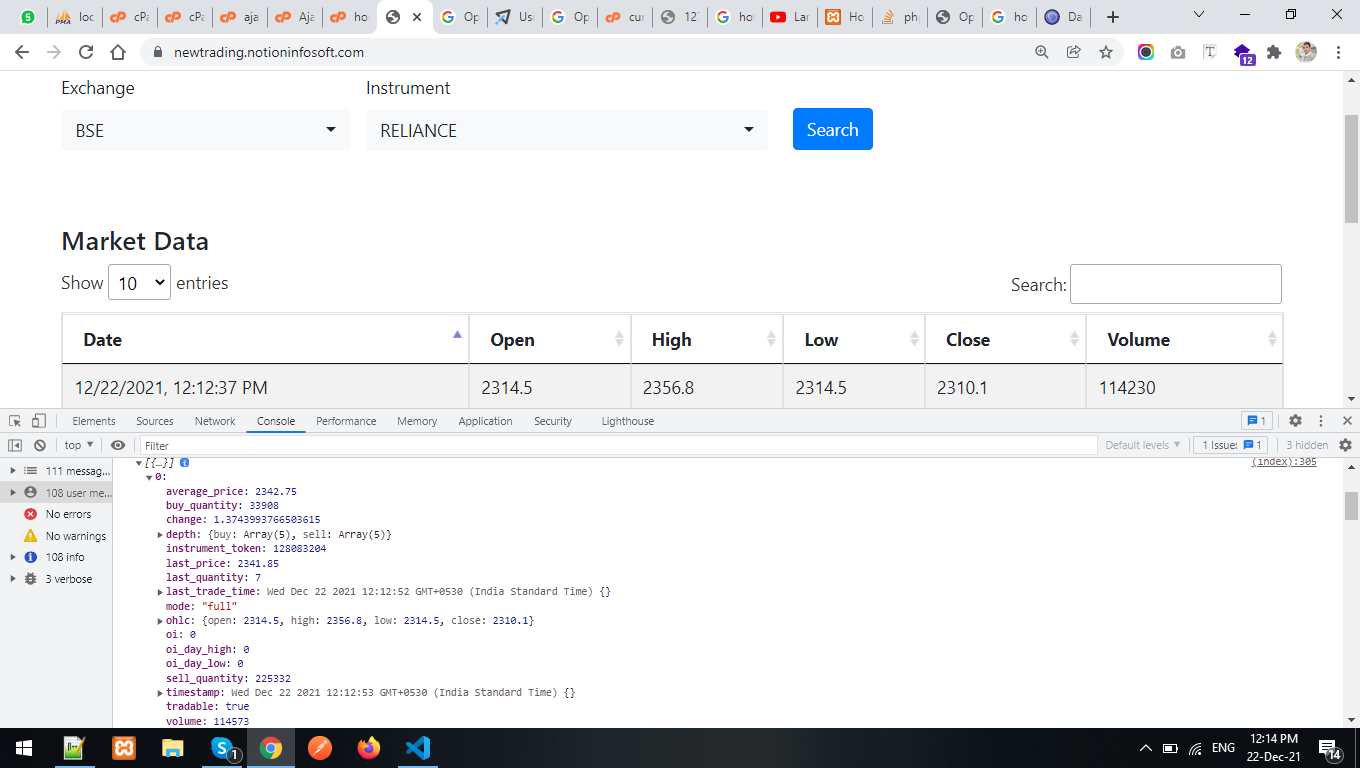 5 PMA loc cPa cPa aja Aja hor Op Usi Op cur 12 ho Lar Ho ph Op ho Da
newtrading.notioninfosoft.com 12
Exchange Instrument
BSE RELIANCE Search
Market Data
Show 10 entries Search:
Date Open High Low Close Volume
12/22/2021, 12:12:37 PM 2314.5 2356.8 2314.5 2310.1 114230
Elements Sources Network Console Performance Memory Application Security Lighthouse 1
top Filter Default levels 1 Issue: 1 3 hidden
111 messag...
108 user me...
No errors
No warnings
108 info
3 verbose
[{…}] i (index):305
0:
average_price: 2342.75
buy_quantity: 33908
change: 1.3743993766503615
depth: {buy: Array(5), sell: Array(5)}
instrument_token: 128083204
last_price: 2341.85
last_quantity: 7
last_trade_time: Wed Dec 22 2021 12:12:52 GMT+0530 (India Standard Time) {}
mode: "full"
ohlc: {open: 2314.5, high: 2356.8, low: 2314.5, close: 2310.1}
oi: 0
oi_day_high: 0
oi_day_low: 0
sell_quantity: 225332
timestamp: Wed Dec 22 2021 12:12:53 GMT+0530 (India Standard Time) {}
tradable: true
volume: 114573
1 ENG 12:14 PM
22-Dec-21 14